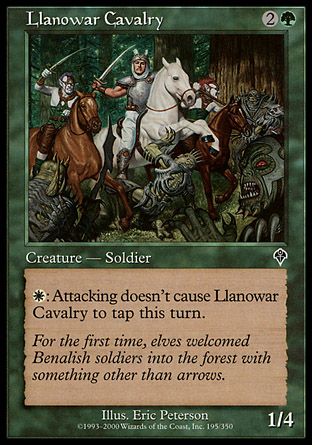 Llanowar Cavalry 2
Creature — Soldier
: Attacking doesn't cause Llanowar
Cavalry to tap this turn.
For the first time, elves welcomed
Benalish soldiers into the forest with
something other than arrows.
Illus. Eric Peterson
©1993-2000 Wizards of the Coast, Inc. 195/350
1/4